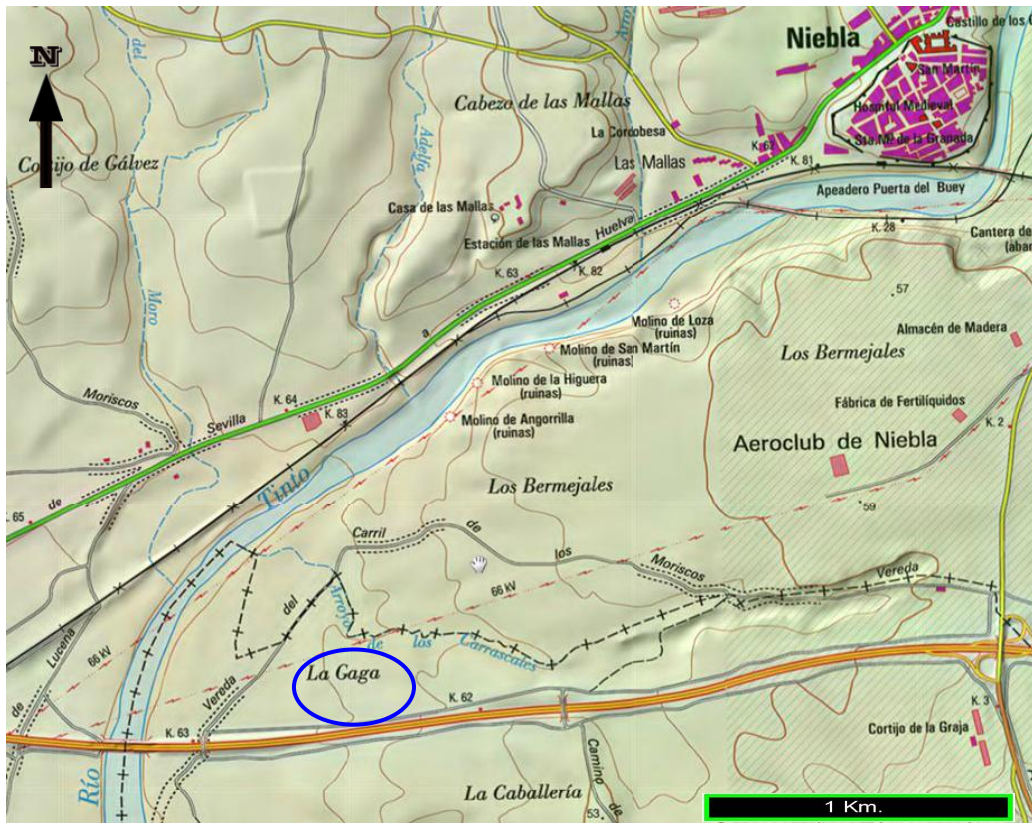 Castillo de los
Niebla
San Martín
N
del
Cabezo de las Mallas
Hospital Medieval
La Cordobesa
Sta. Mª de la Granada
K. 62
Adelfa
Las Mallas
K. 81
Cortijo de Gálvez
Apeadero Puerta del Buey
Casa de las Mallas
Huelva
K. 28
Cantera de
Estación de las Mallas
K. 63
K. 82
57
Moro
Molino de Loza
(ruinas)
Almacén de Madera
a
Molino de San Martín
(ruinas)
Los Bermejales
Molino de la Higuera
(ruinas)
Moriscos
K. 64
Fábrica de Fertilíquidos
K. 83
Molino de Angorrilla
(ruinas)
K. 2
Sevilla
Aeroclub de Niebla
Tinto
Los Bermejales
de
59
65
Carril
de
los
Moriscos
Vereda
66 kV
del
Arroyo
de
los
Carrascales
Lucena
66 kV
La Gaga
Vereda
K. 62
de
K. 3
K. 63
Cortijo de la Graja
Río
La Caballería
Camino
de
53
1 Km.